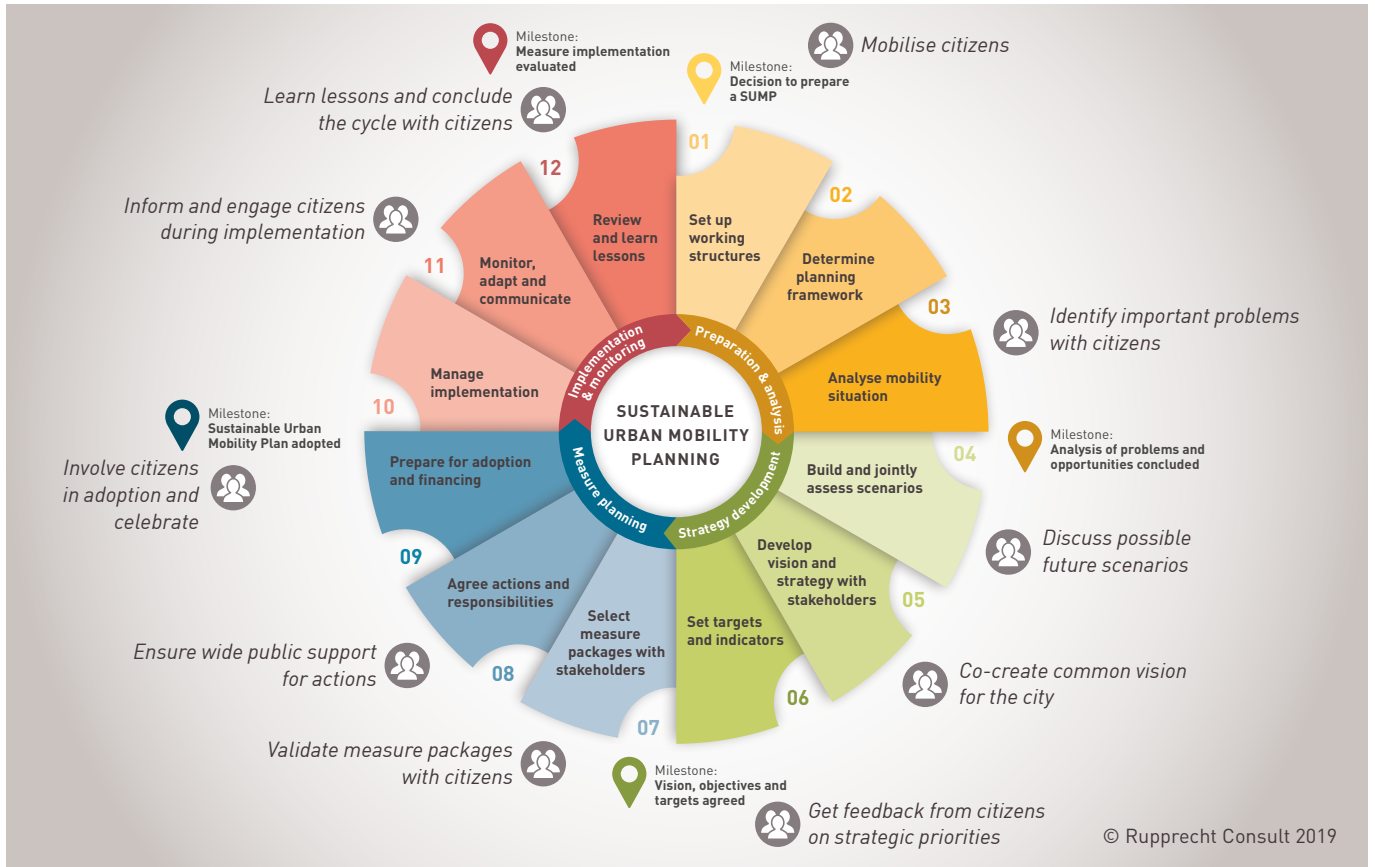 Milestone:
Measure implementation
evaluated
Milestone:
Decision to prepare
a SUMP
Mobilise citizens
Learn lessons and conclude
the cycle with citizens
Inform and engage citizens
during implementation
01
Set up
working
structures
02
Determine
planning
framework
03
Analyse mobility
situation
Identify important problems
with citizens
Milestone:
Analysis of problems and
opportunities concluded
04
Build and jointly
assess scenarios
Discuss possible
future scenarios
05
Develop
vision and
strategy with
stakeholders
Co-create common vision
for the city
06
Set targets
and indicators
Milestone:
Vision, objectives and
targets agreed
Get feedback from citizens
on strategic priorities
07
Select
measure
packages with
stakeholders
Validate measure packages
with citizens
08
Agree actions and
responsibilities
Ensure wide public support
for actions
09
Prepare for adoption
and financing
Milestone:
Sustainable Urban
Mobility Plan adopted
Involve citizens
in adoption and
celebrate
10
Manage
implementation
11
Monitor,
adapt and
communicate
12
Review
and learn
lessons
Preparation & analysis
Strategy development
Measure planning
Implementation
& monitoring
SUSTAINABLE
URBAN MOBILITY
PLANNING
© Rupprecht Consult 2019